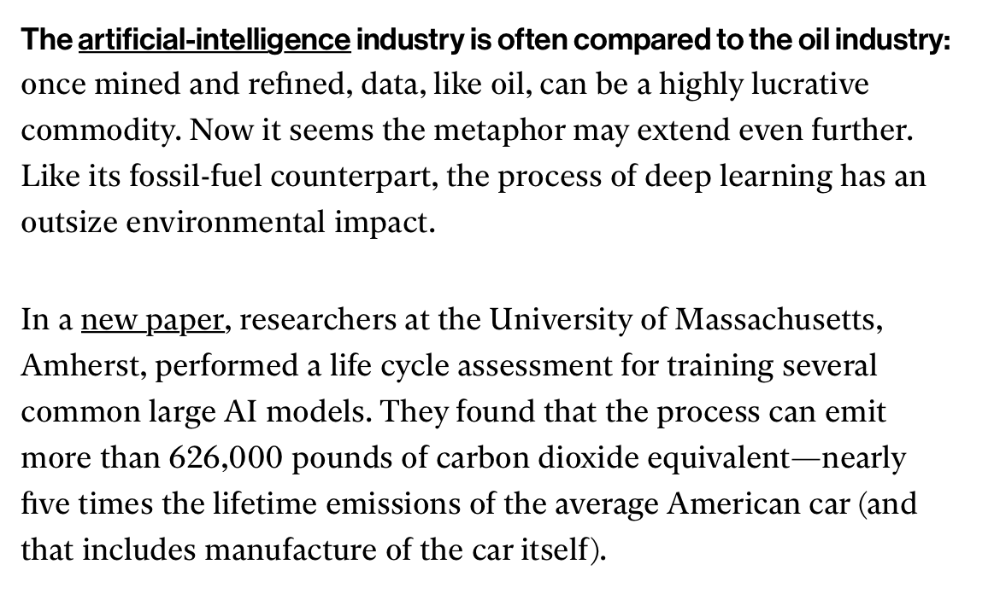 The artificial-intelligence industry is often compared to the oil industry:
once mined and refined, data, like oil, can be a highly lucrative
commodity. Now it seems the metaphor may extend even further.
Like its fossil-fuel counterpart, the process of deep learning has an
outsize environmental impact.
In a new paper, researchers at the University of Massachusetts,
Amherst, performed a life cycle assessment for training several
common large AI models. They found that the process can emit
more than 626,000 pounds of carbon dioxide equivalent—nearly
five times the lifetime emissions of the average American car (and
that includes manufacture of the car itself).